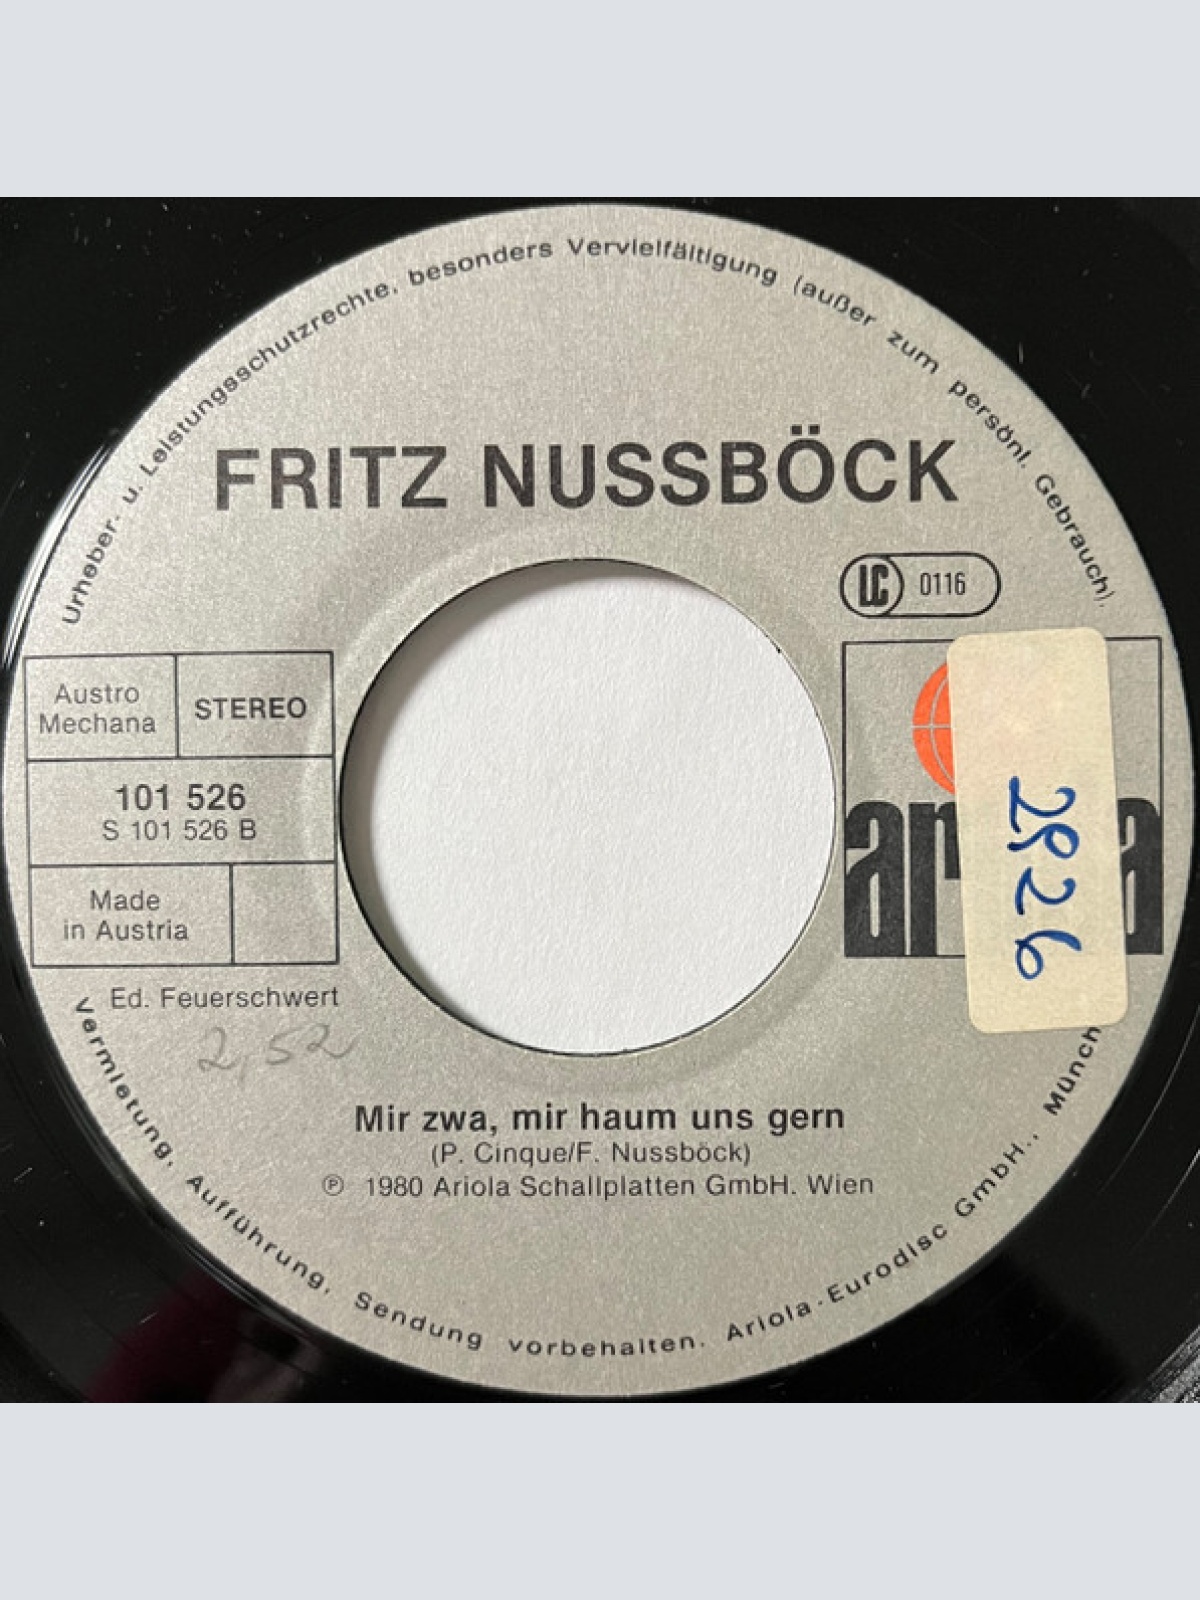 Urheber- u. Leistungsschutzrechte, besonders Vervielfältigung (außer zum persönl. Gebrauch),
FRITZ NUSSBÖCK
LC 0116
Austro
Mechana
STEREO
101 526
S 101 526 B
Made
in Austria
Ed. Feuerschwert
2,52
Mir zwa, mir haum uns gern
(P. Cinque/F. Nussböck)
℗ 1980 Ariola Schallplatten GmbH. Wien
Vermietung, Aufführung, Sendung vorbehalten. Ariola-Eurodisc GmbH.,